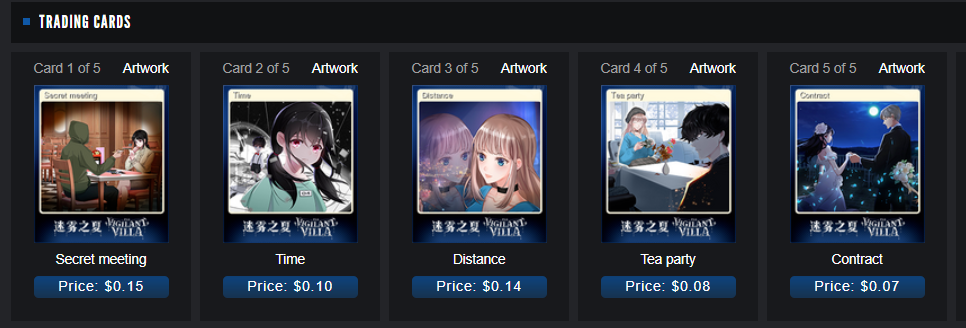 TRADING CARDS
Card 1 of 5 Artwork
Secret meeting
迷雾之夏 VIGILANT VILLA
Secret meeting
Price: $0.15
Card 2 of 5 Artwork
Time
迷雾之夏 VIGILANT VILLA
Time
Price: $0.10
Card 3 of 5 Artwork
Distance
迷雾之夏 VIGILANT VILLA
Distance
Price: $0.14
Card 4 of 5 Artwork
Tea party
迷雾之夏 VIGILANT VILLA
Tea party
Price: $0.08
Card 5 of 5 Artwork
Contract
迷雾之夏 VIGILANT VILLA
Contract
Price: $0.07